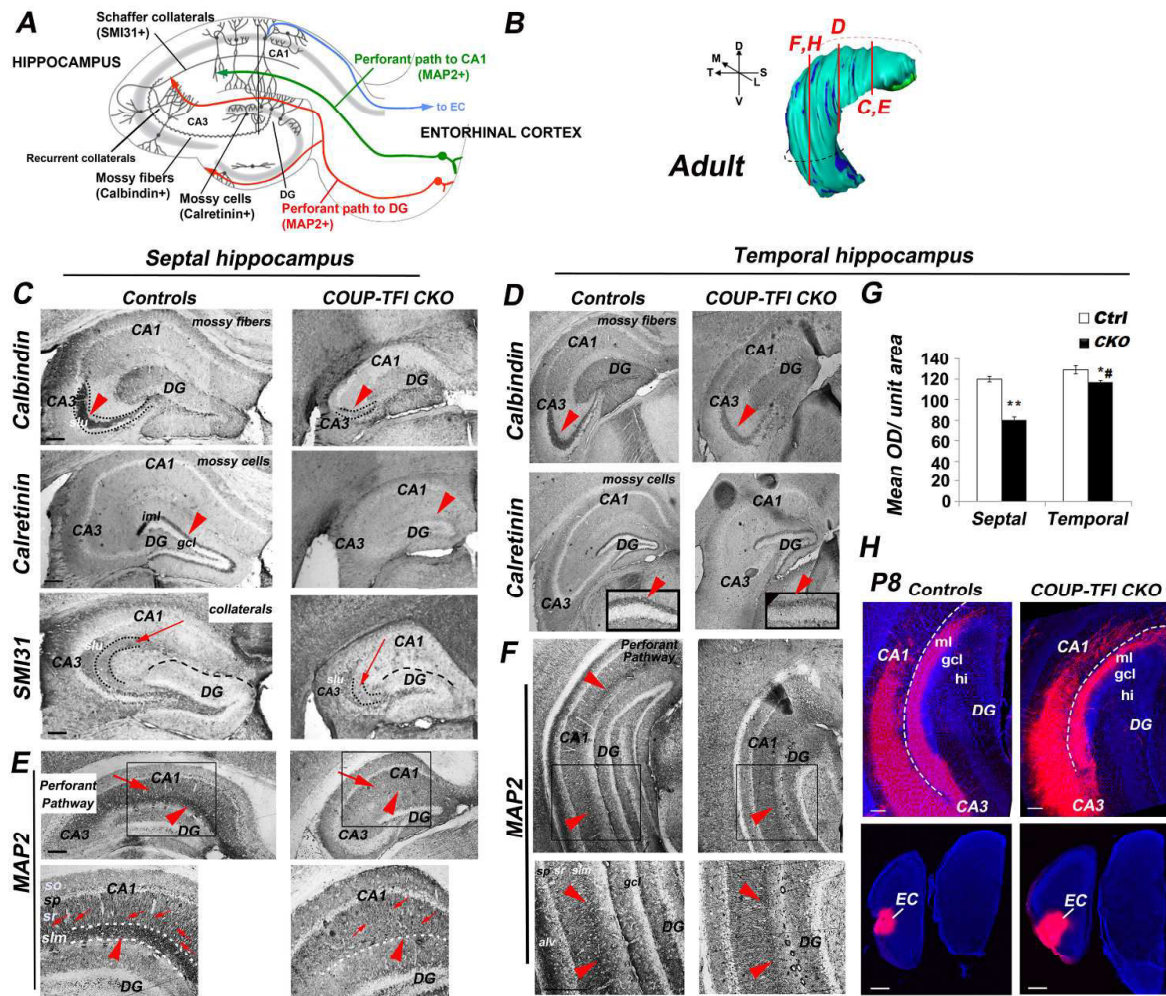 A
Schaffer collaterals
(SMI31+)
HIPPOCAMPUS
CA1
Perforant path to CA1
(MAP2+)
to EC
CA3
ENTORHINAL CORTEX
Recurrent collaterals
Mossy fibers
(Calbindin+)
Mossy cells
(Calretinin+)
DG
Perforant path to DG
(MAP2+)
B
D
F,H
D
M
T
S
L
V
C,E
Adult
Septal hippocampus
C
Controls
COUP-TFI CKO
Calbindin
mossy fibers
CA1
DG
CA3
slu
CA1
DG
CA3
Calretinin
mossy cells
CA1
iml
CA3
DG
gcl
CA1
DG
CA3
SMI31
collaterals
CA1
slu
CA3
DG
CA1
slu
CA3
DG
E
MAP2
Perforant
Pathway
CA1
DG
CA3
CA1
DG
CA3
so
CA1
sp
sr
slm
DG
CA1
DG
Temporal hippocampus
D
Controls
COUP-TFI CKO
Calbindin
mossy fibers
CA1
DG
CA3
CA1
DG
CA3
Calretinin
mossy cells
CA1
DG
CA3
CA1
DG
CA3
F
MAP2
Perforant
Pathway
CA1
DG
CA1
DG
sp sr slm
gcl
DG
alv
DG
G
Ctrl
CKO
Mean OD/ unit area
140
120
100
80
60
40
20
0
**
*#
Septal
Temporal
H
P8
Controls
COUP-TFI CKO
CA1
ml
gcl
hi
DG
CA3
CA1
ml
gcl
hi
DG
CA3
EC
EC